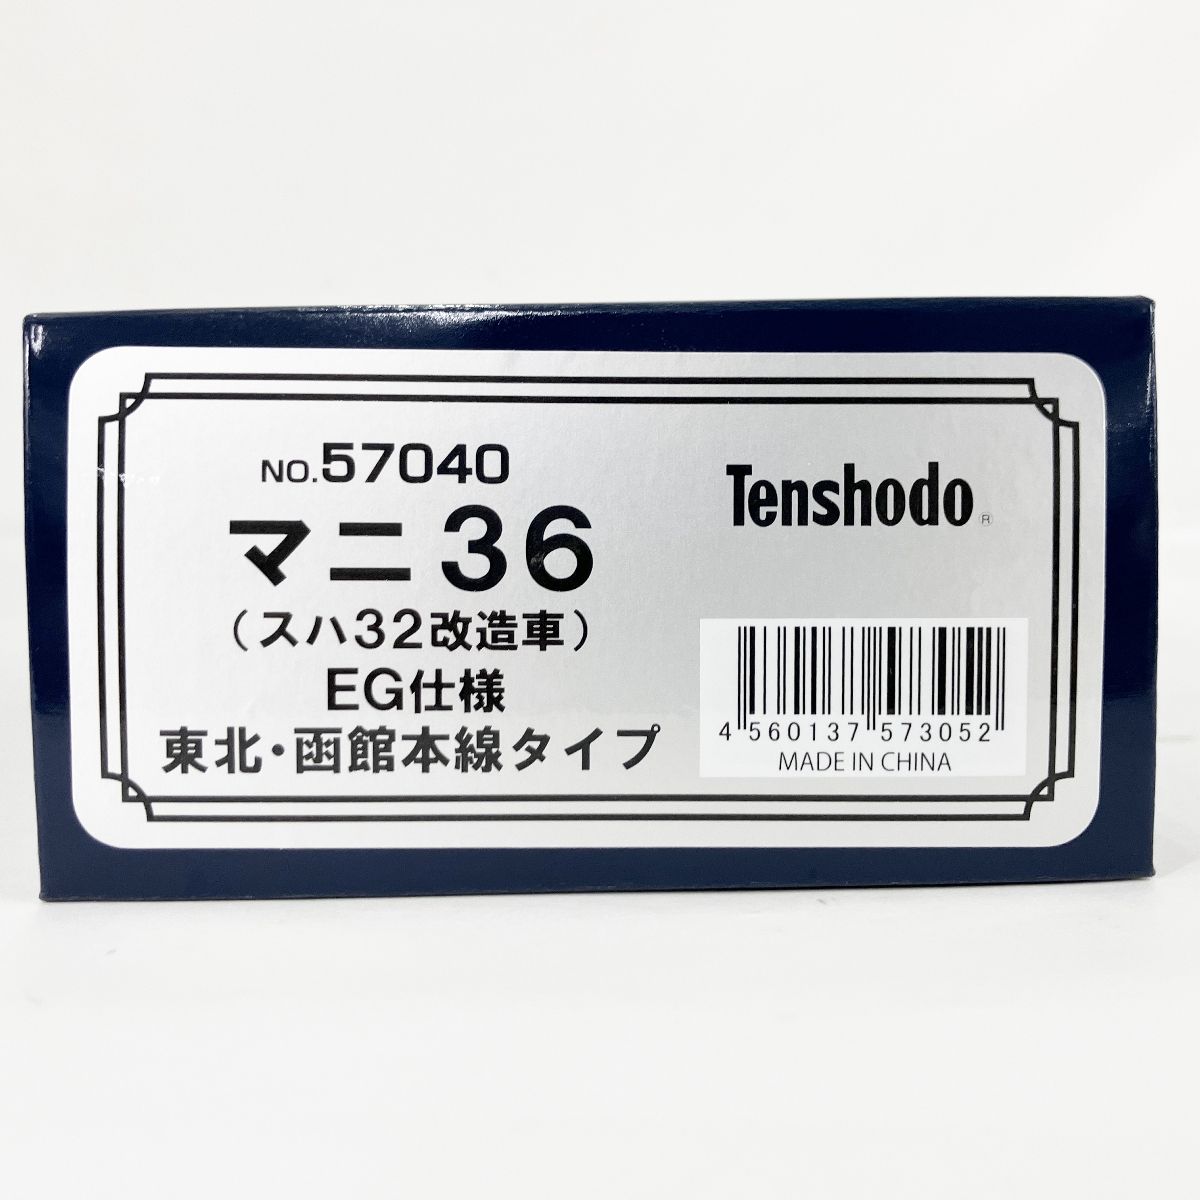 NO.57040
マニ36
（スハ32改造車）
EG仕様
東北・函館本線タイプ
Tenshodo®
4 560137 573052
MADE IN CHINA